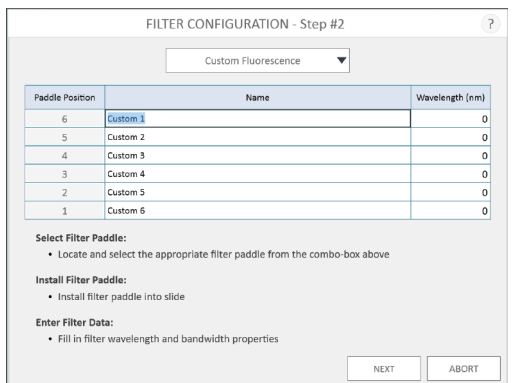 FILTER CONFIGURATION - Step #2
?
Custom Fluorescence
Paddle Position Name Wavelength (nm)
6 Custom 1 0
5 Custom 2 0
4 Custom 3 0
3 Custom 4 0
2 Custom 5 0
1 Custom 6 0
Select Filter Paddle:
• Locate and select the appropriate filter paddle from the combo-box above
Install Filter Paddle:
• Install filter paddle into slide
Enter Filter Data:
• Fill in filter wavelength and bandwidth properties
NEXT ABORT